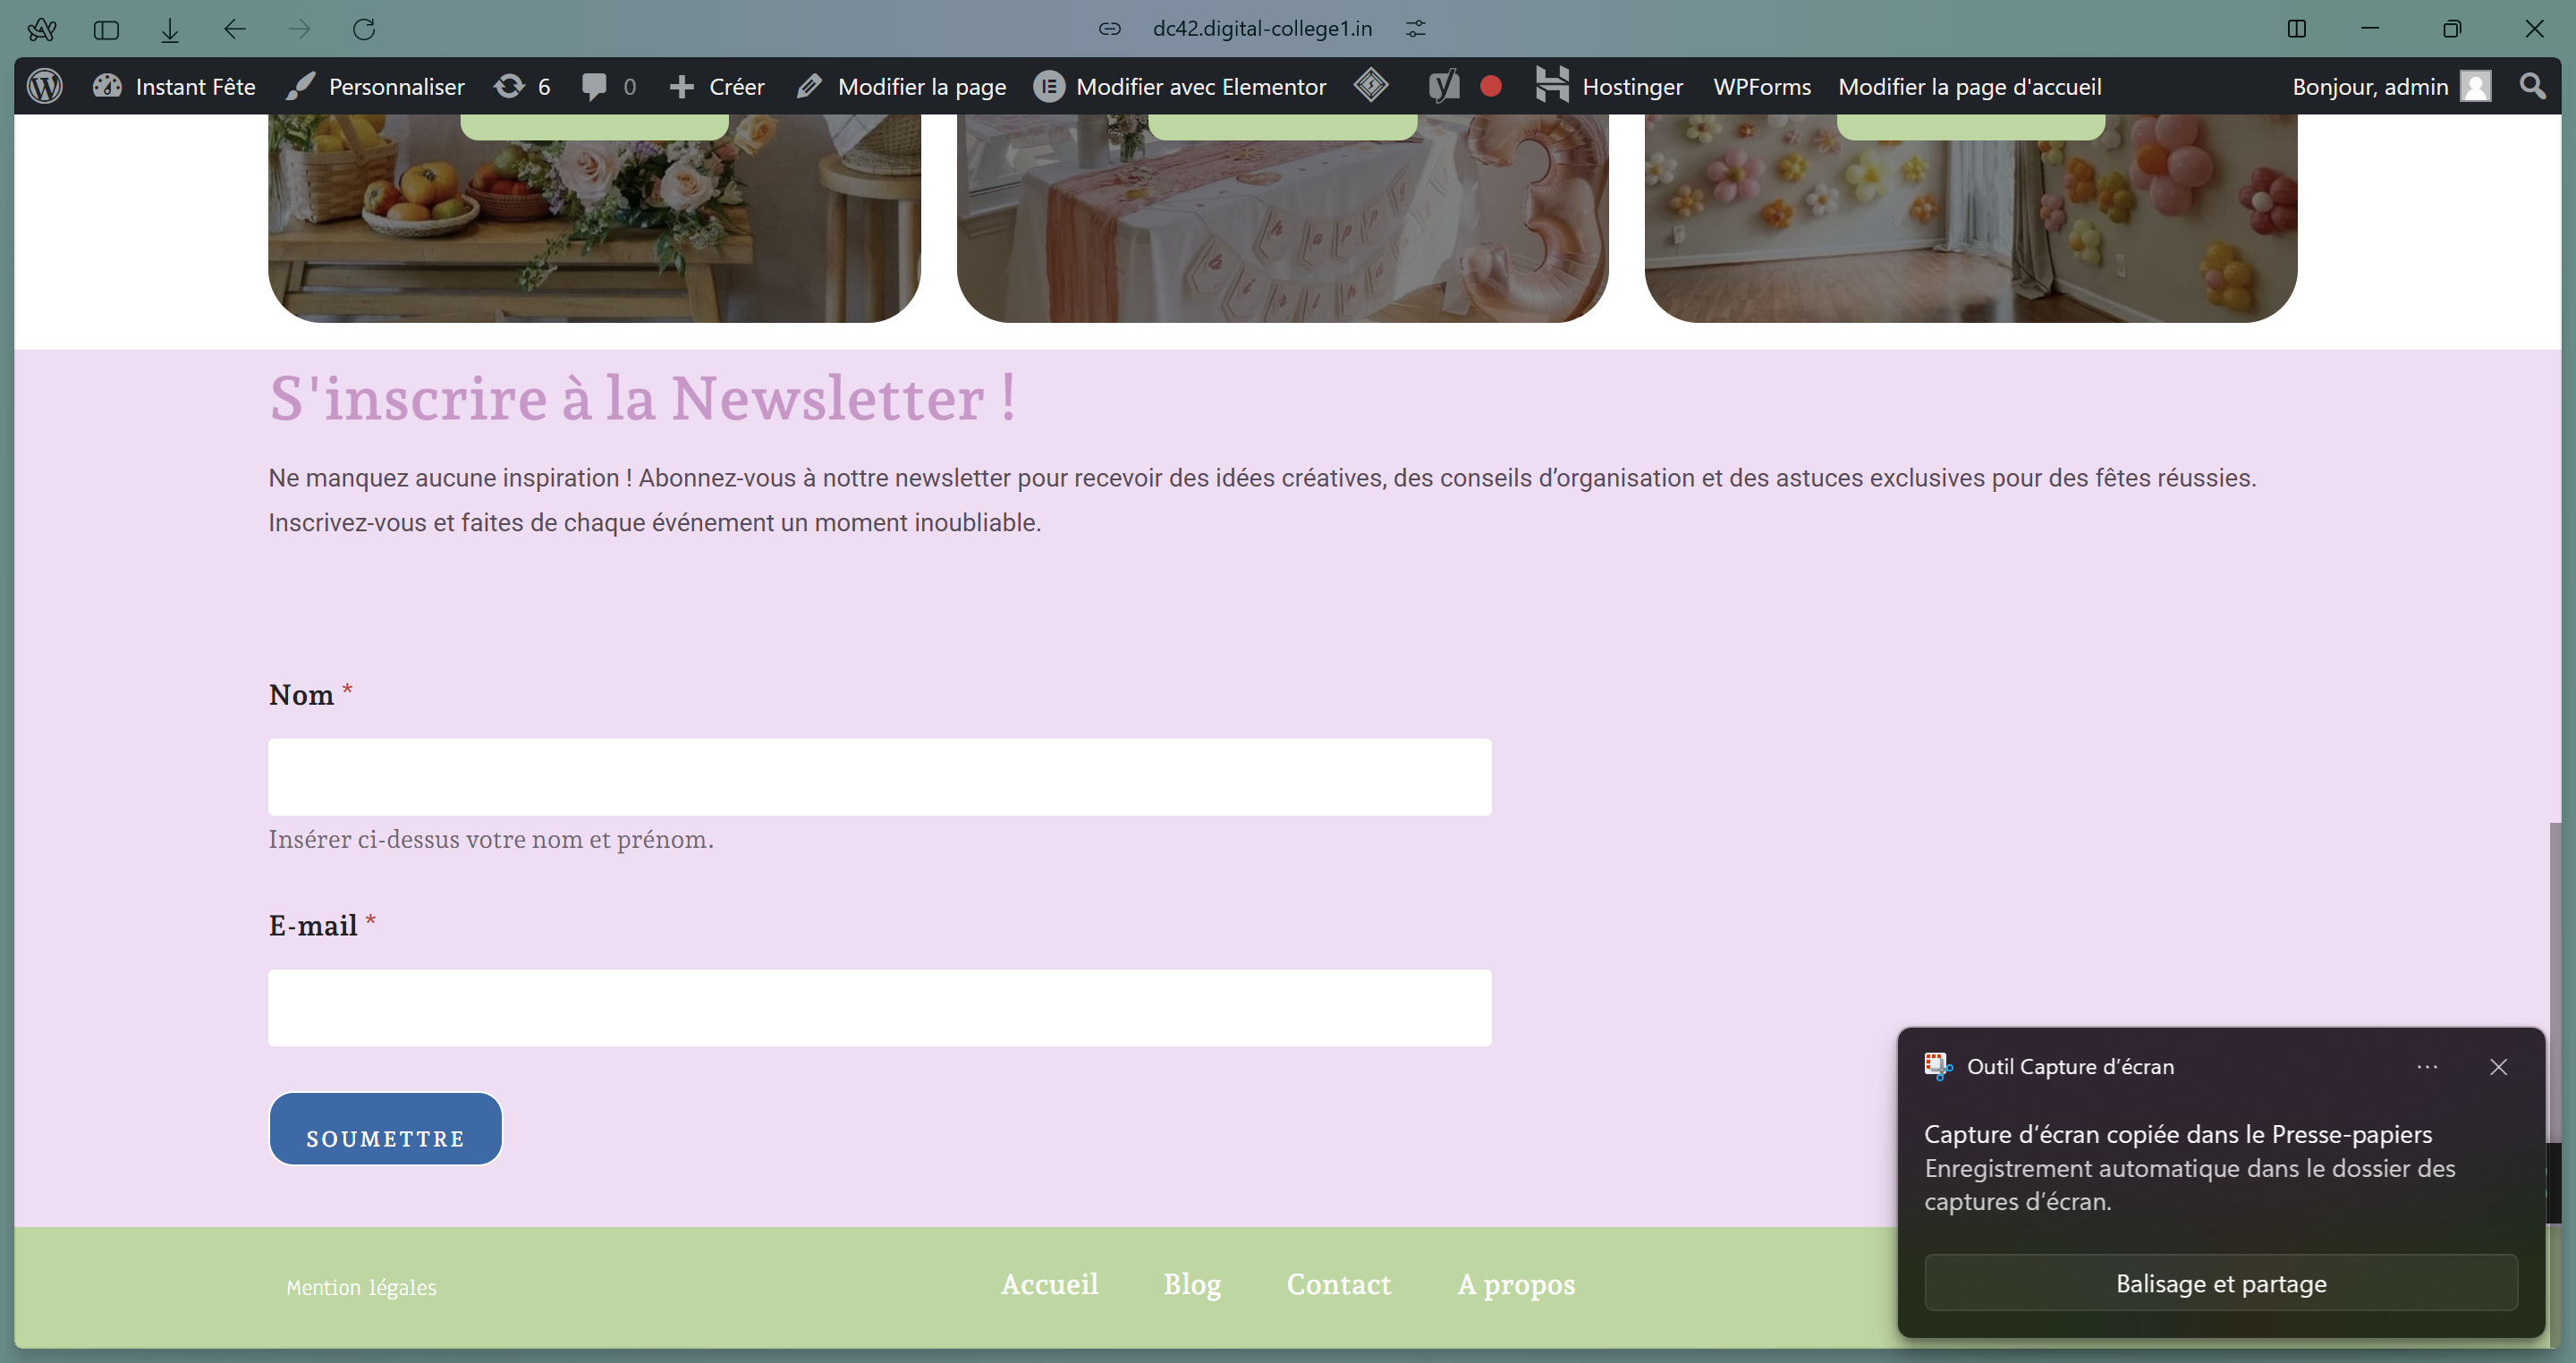 dc42.digital-college1.in
Instant Fête Personnaliser 6 0 Créer Modifier la page Modifier avec Elementor Hostinger WPForms Modifier la page d'accueil Bonjour, admin
3
happy
birthd
S'inscrire à la Newsletter !
Ne manquez aucune inspiration ! Abonnez-vous à nottre newsletter pour recevoir des idées créatives, des conseils d’organisation et des astuces exclusives pour des fêtes réussies.
Inscrivez-vous et faites de chaque événement un moment inoubliable.
Nom *
Insérer ci-dessus votre nom et prénom.
E-mail *
SOUMETTRE
Outil Capture d’écran
Capture d’écran copiée dans le Presse-papiers
Enregistrement automatique dans le dossier des
captures d’écran.
Balisage et partage
Mention légales
Accueil Blog Contact A propos